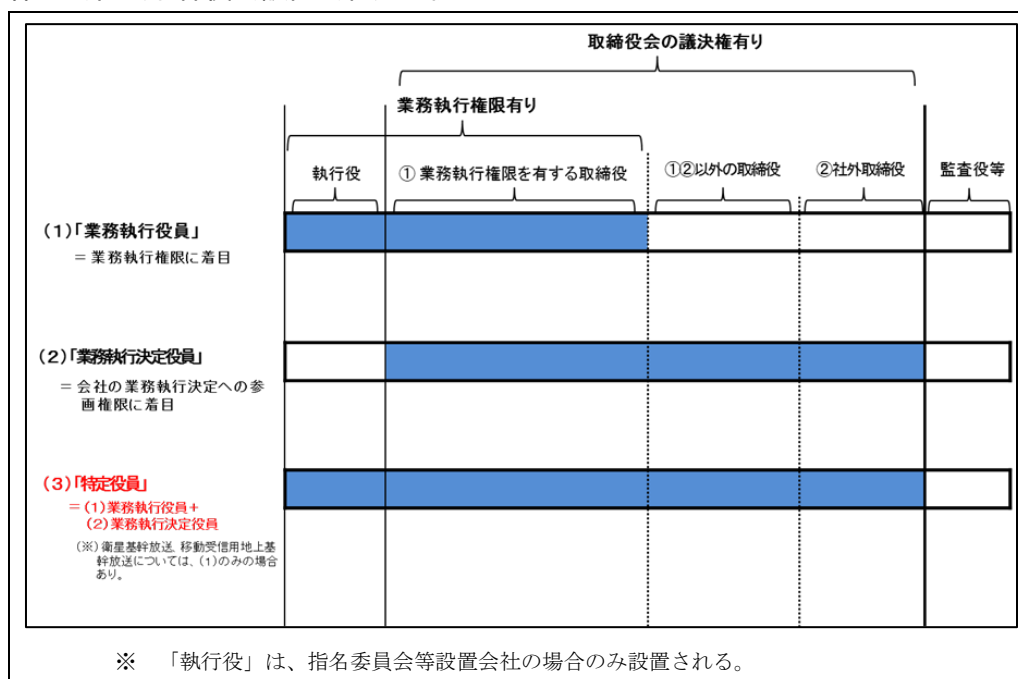 取締役会の議決権有り
業務執行権限有り
執行役
①業務執行権限を有する取締役
①②以外の取締役
②社外取締役
監査役等
(1)「業務執行役員」
=業務執行権限に着目
(2)「業務執行決定役員」
=会社の業務執行決定への参
画権限に着目
(3)「特定役員」
=(1)業務執行役員+
(2)業務執行決定役員
(※)衛星基幹放送、移動受信用地上基
幹放送については、(1)のみの場合
あり。
※ 「執行役」は、指名委員会等設置会社の場合のみ設置される。